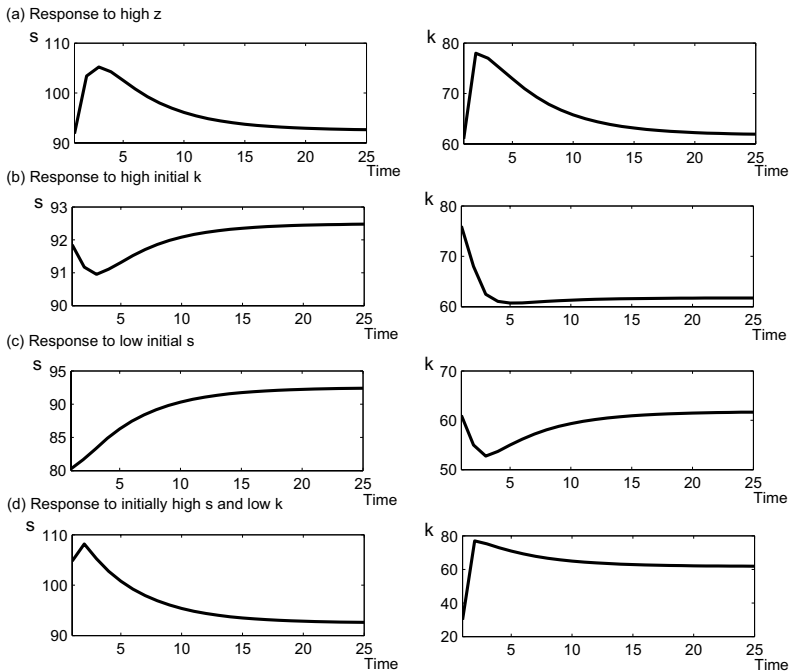 (a) Response to high z
s
110
100
90
5 10 15 20 25
Time
k
80
70
60
5 10 15 20 25
Time
(b) Response to high initial k
s
93
92
91
90
5 10 15 20 25
Time
k
80
70
60
5 10 15 20 25
Time
(c) Response to low initial s
s
95
90
85
80
5 10 15 20 25
Time
k
70
60
50
5 10 15 20 25
Time
(d) Response to initially high s and low k
s
110
100
90
5 10 15 20 25
Time
k
80
60
40
20
5 10 15 20 25
Time